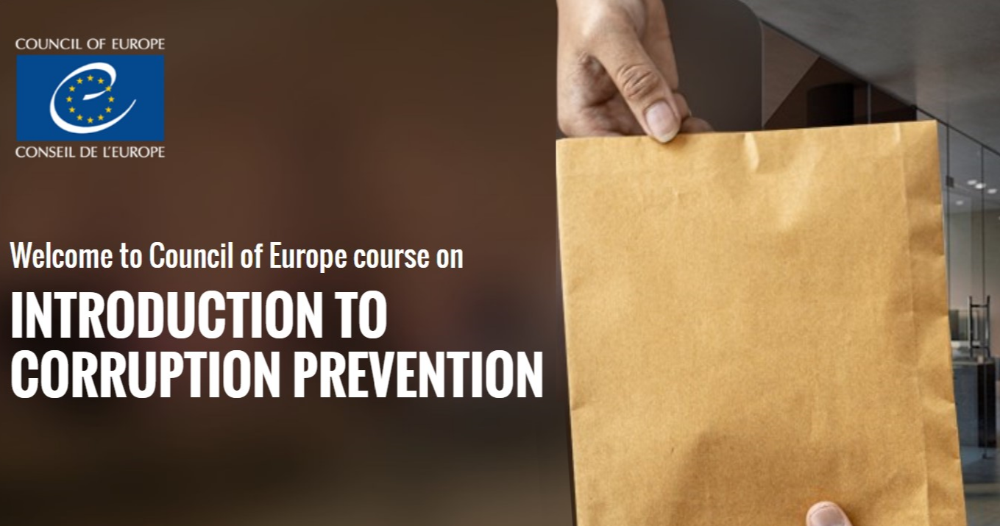 COUNCIL OF EUROPE
CONSEIL DE L'EUROPE
Welcome to Council of Europe course on
INTRODUCTION TO
CORRUPTION PREVENTION